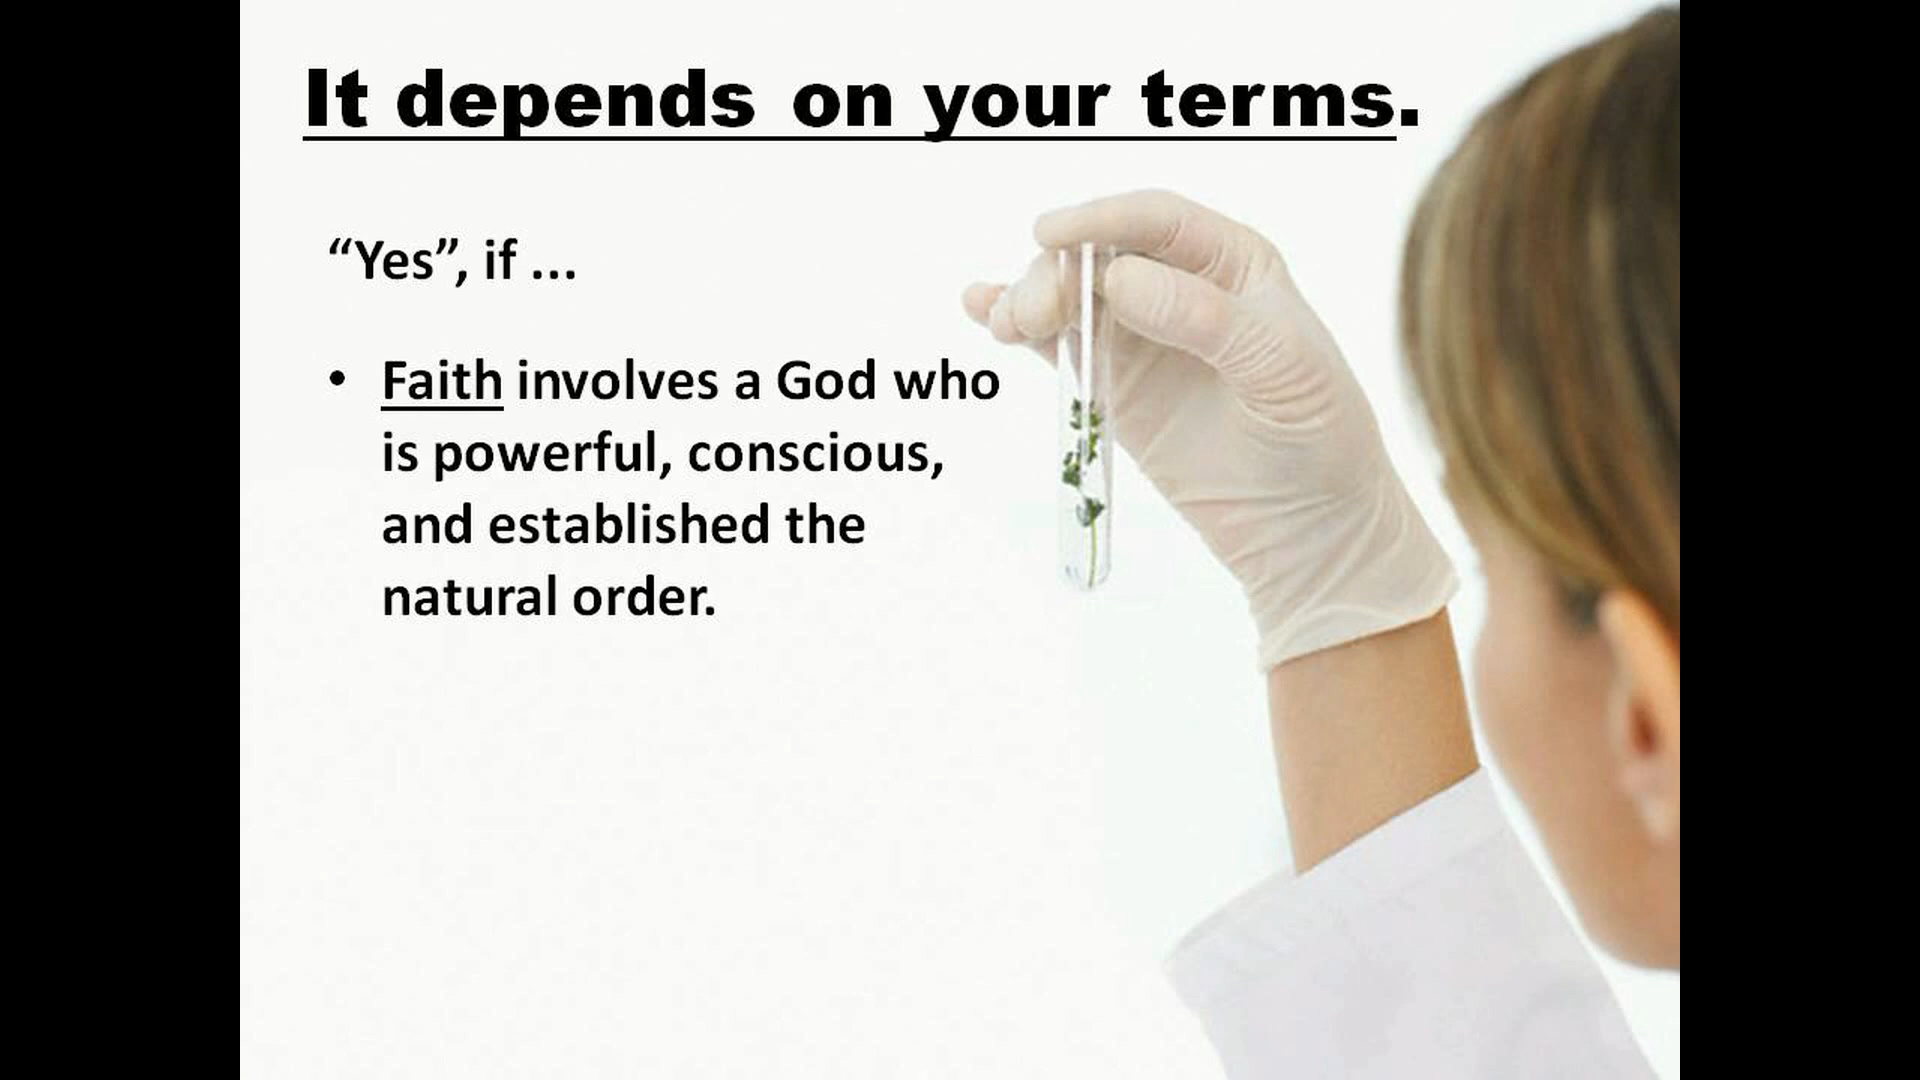 It depends on your terms.
“Yes”, if ...
• Faith involves a God who
is powerful, conscious,
and established the
natural order.